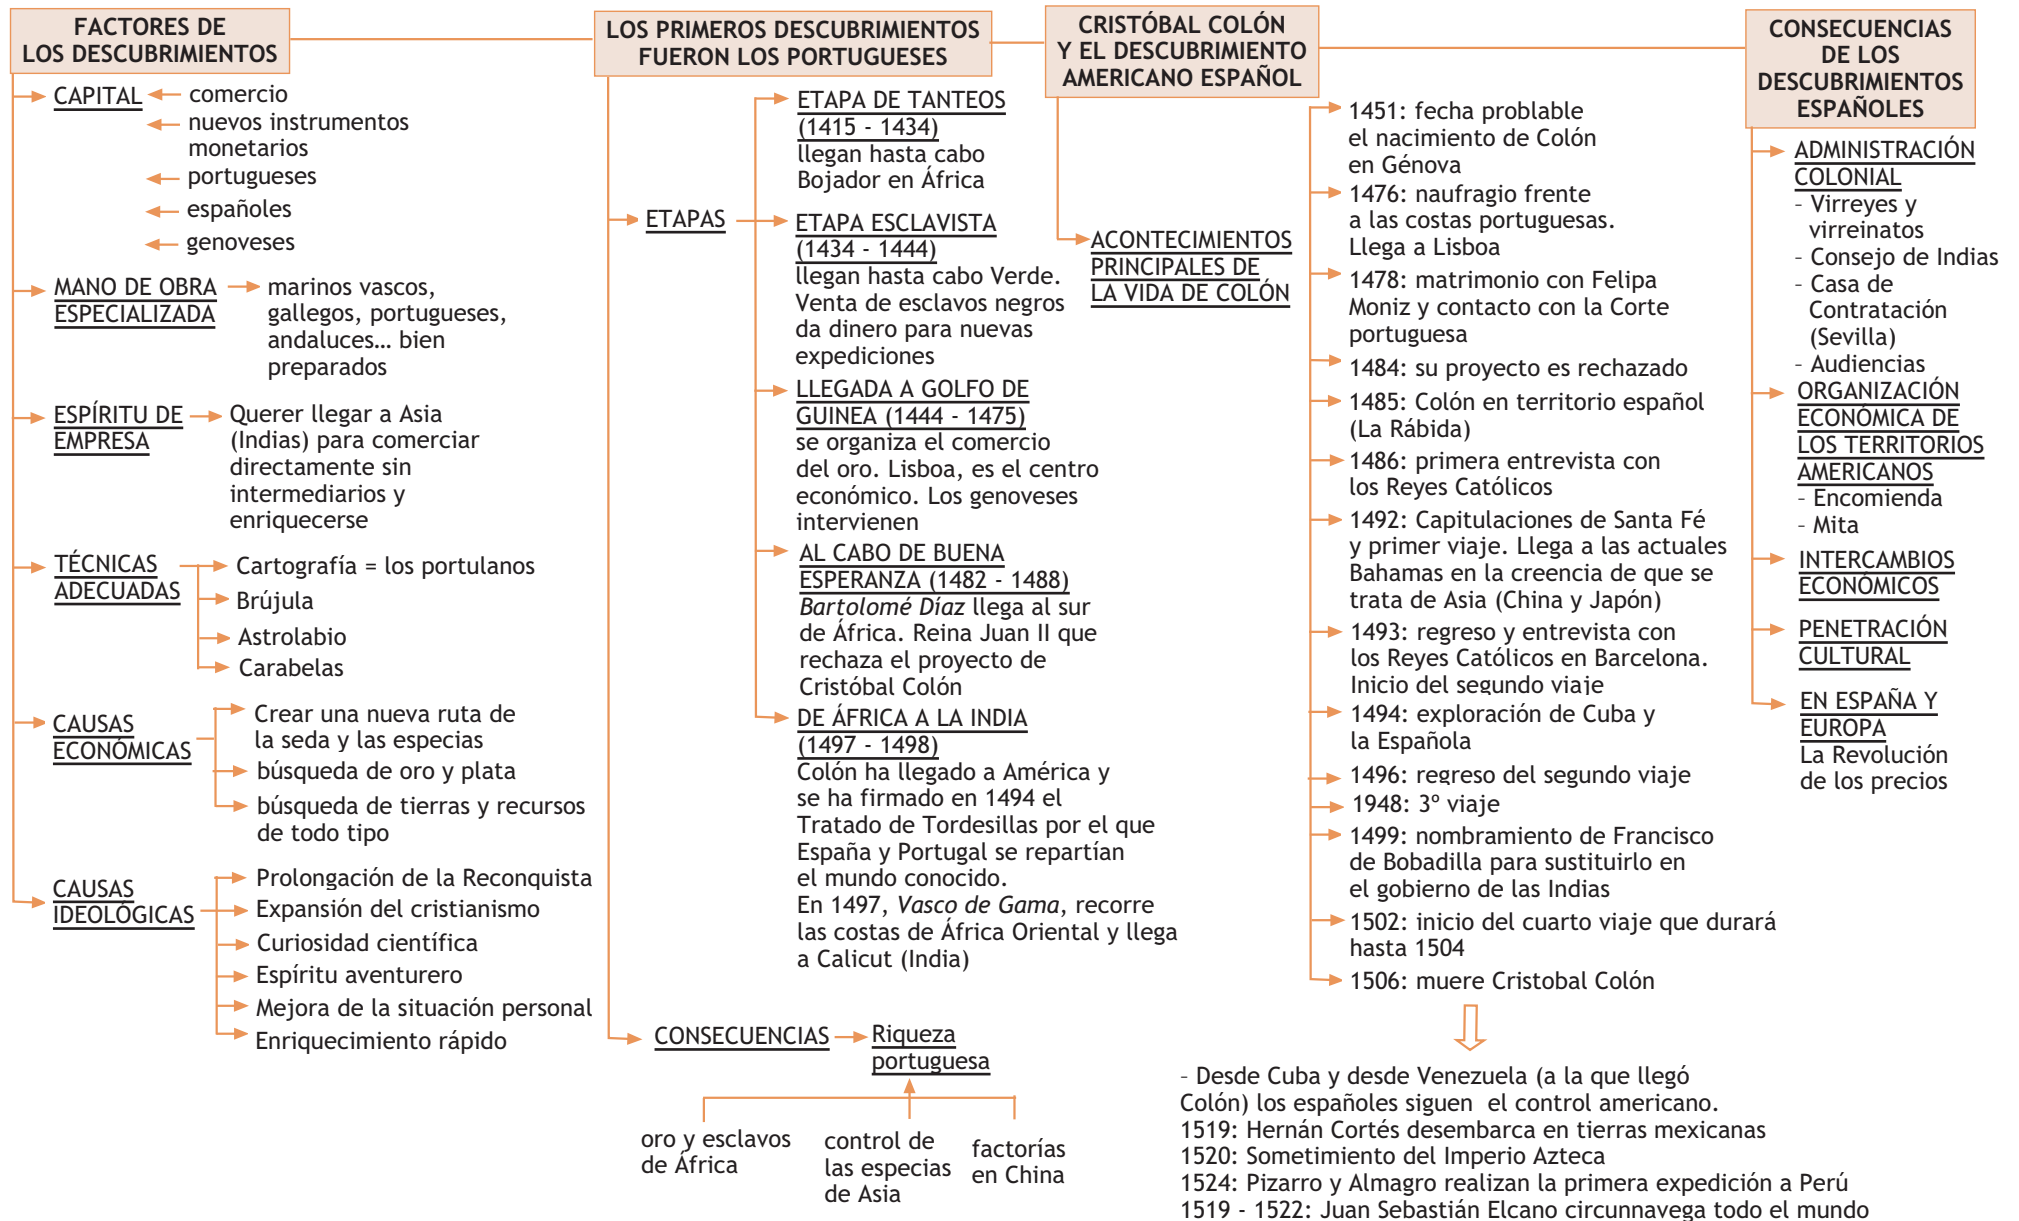 FACTORES DE
LOS DESCUBRIMIENTOS
CAPITAL
comercio
nuevos instrumentos
monetarios
portugueses
españoles
genoveses
MANO DE OBRA
ESPECIALIZADA
marinos vascos,
gallegos, portugueses,
andaluces... bien
preparados
ESPÍRITU DE
EMPRESA
Querer llegar a Asia
(Indias) para comerciar
directamente sin
intermediarios y
enriquecerse
TÉCNICAS
ADECUADAS
Cartografía = los portulanos
Brújula
Astrolabio
Carabelas
CAUSAS
ECONÓMICAS
Crear una nueva ruta de
la seda y las especias
búsqueda de oro y plata
búsqueda de tierras y recursos
de todo tipo
CAUSAS
IDEOLÓGICAS
Prolongación de la Reconquista
Expansión del cristianismo
Curiosidad científica
Espíritu aventurero
Mejora de la situación personal
Enriquecimiento rápido
LOS PRIMEROS DESCUBRIMIENTOS
FUERON LOS PORTUGUESES
ETAPAS
ETAPA DE TANTEOS
(1415 - 1434)
llegan hasta cabo
Bojador en África
ETAPA ESCLAVISTA
(1434 - 1444)
llegan hasta cabo Verde.
Venta de esclavos negros
da dinero para nuevas
expediciones
LLEGADA A GOLFO DE
GUINEA (1444 - 1475)
se organiza el comercio
del oro. Lisboa, es el centro
económico. Los genoveses
intervienen
AL CABO DE BUENA
ESPERANZA (1482 - 1488)
Bartolomé Díaz llega al sur
de África. Reina Juan II que
rechaza el proyecto de
Cristóbal Colón
DE ÁFRICA A LA INDIA
(1497 - 1498)
Colón ha llegado a América y
se ha firmado en 1494 el
Tratado de Tordesillas por el que
España y Portugal se repartían
el mundo conocido.
En 1497, Vasco de Gama, recorre
las costas de África Oriental y llega
a Calicut (India)
CONSECUENCIAS
Riqueza
portuguesa
oro y esclavos
de África
control de
las especias
de Asia
factorías
en China
CRISTÓBAL COLÓN
Y EL DESCUBRIMIENTO
AMERICANO ESPAÑOL
ACONTECIMIENTOS
PRINCIPALES DE
LA VIDA DE COLÓN
1451: fecha problable
el nacimiento de Colón
en Génova
1476: naufragio frente
a las costas portuguesas.
Llega a Lisboa
1478: matrimonio con Felipa
Moniz y contacto con la Corte
portuguesa
1484: su proyecto es rechazado
1485: Colón en territorio español
(La Rábida)
1486: primera entrevista con
los Reyes Católicos
1492: Capitulaciones de Santa Fé
y primer viaje. Llega a las actuales
Bahamas en la creencia de que se
trata de Asia (China y Japón)
1493: regreso y entrevista con
los Reyes Católicos en Barcelona.
Inicio del segundo viaje
1494: exploración de Cuba y
la Española
1496: regreso del segundo viaje
1948: 3º viaje
1499: nombramiento de Francisco
de Bobadilla para sustituirlo en
el gobierno de las Indias
1502: inicio del cuarto viaje que durará
hasta 1504
1506: muere Cristobal Colón
- Desde Cuba y desde Venezuela (a la que llegó
Colón) los españoles siguen el control americano.
1519: Hernán Cortés desembarca en tierras mexicanas
1520: Sometimiento del Imperio Azteca
1524: Pizarro y Almagro realizan la primera expedición a Perú
1519 - 1522: Juan Sebastián Elcano circunnavega todo el mundo
CONSECUENCIAS
DE LOS
DESCUBRIMIENTOS
ESPAÑOLES
ADMINISTRACIÓN
COLONIAL
- Virreyes y
virreinatos
- Consejo de Indias
- Casa de
Contratación
(Sevilla)
- Audiencias
ORGANIZACIÓN
ECONÓMICA DE
LOS TERRITORIOS
AMERICANOS
- Encomienda
- Mita
INTERCAMBIOS
ECONÓMICOS
PENETRACIÓN
CULTURAL
EN ESPAÑA Y
EUROPA
La Revolución
de los precios